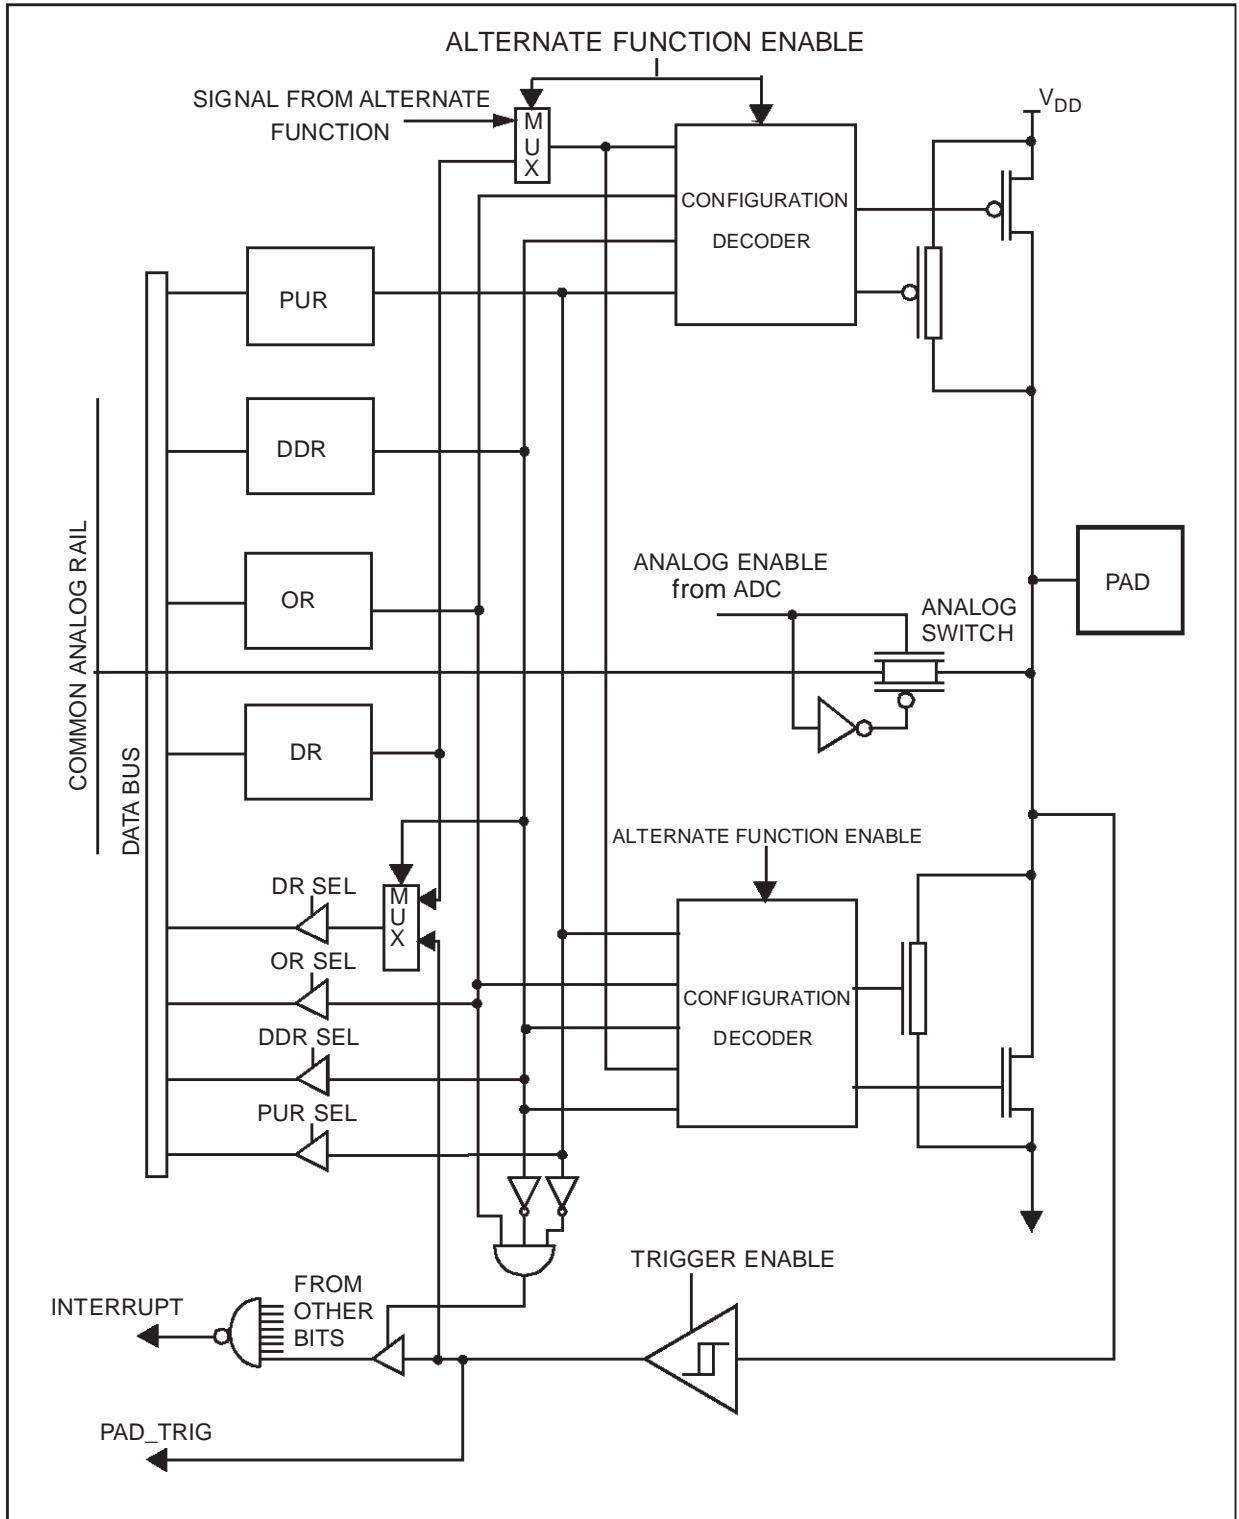 ALTERNATE FUNCTION ENABLE
SIGNAL FROM ALTERNATE
FUNCTION
M
U
X
VDD
CONFIGURATION
DECODER
PUR
DDR
OR
DR
COMMON ANALOG RAIL
DATA BUS
ANALOG ENABLE
from ADC
ANALOG
SWITCH
PAD
ALTERNATE FUNCTION ENABLE
DR SEL
M
U
X
OR SEL
DDR SEL
PUR SEL
CONFIGURATION
DECODER
TRIGGER ENABLE
INTERRUPT
FROM
OTHER
BITS
PAD_TRIG